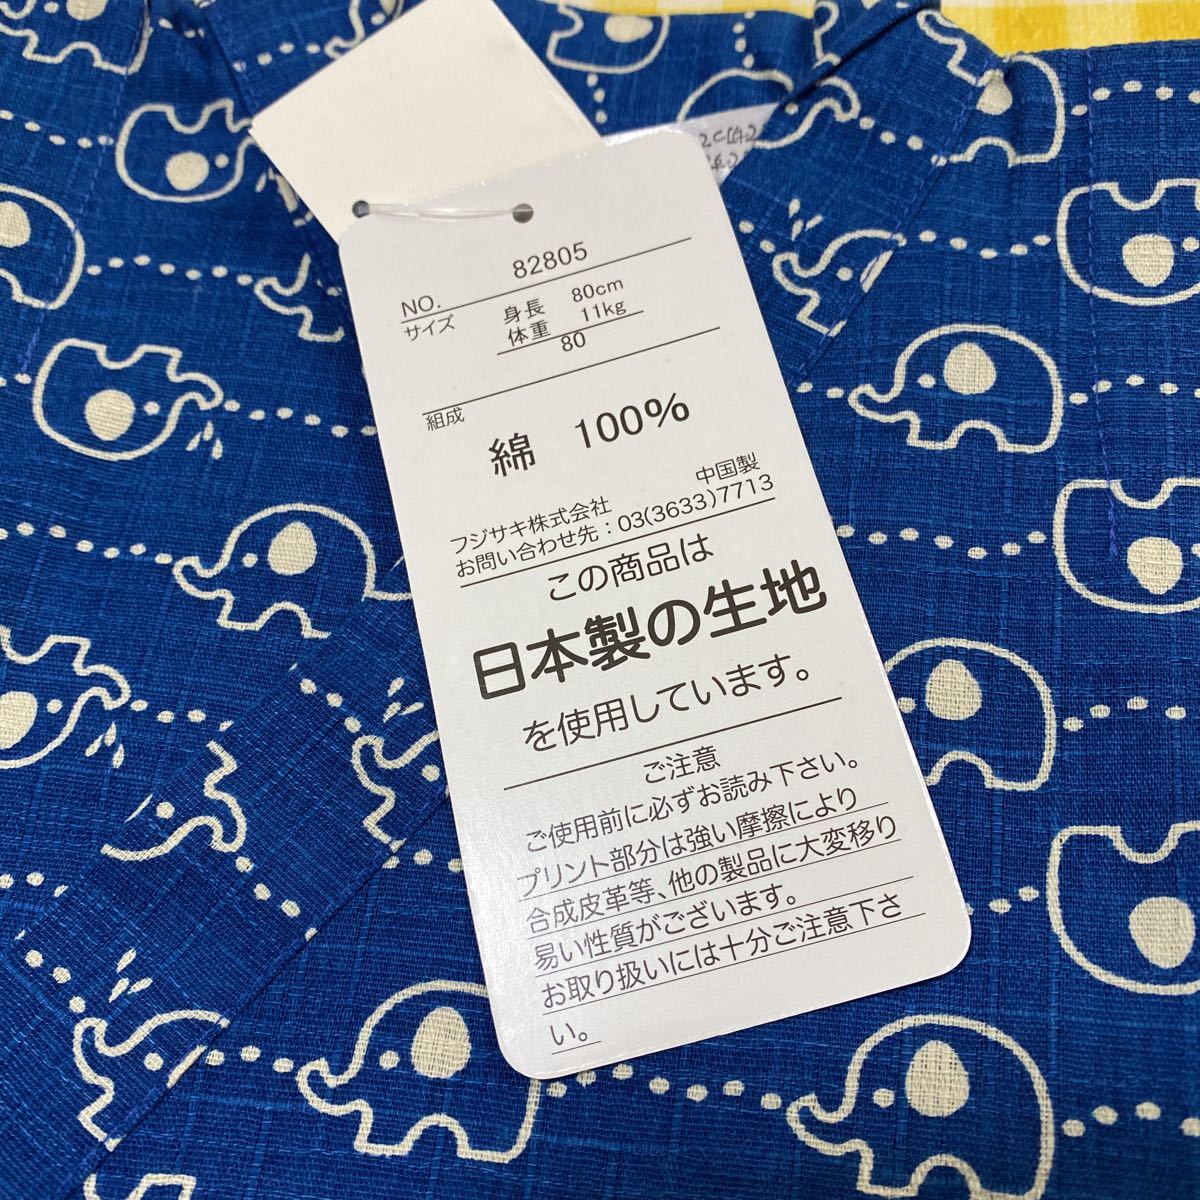 NO. 82805
サイズ 身長 80cm
体重 11kg
80
組成
綿 100%
中国製
フジサキ株式会社
お問い合わせ先：03(3633)7713
この商品は
日本製の生地
を使用しています。
ご注意
ご使用前に必ずお読み下さい。
プリント部分は強い摩擦により
合成皮革等、他の製品に大変移り
易い性質がございます。
お取り扱いには十分ご注意下さ
い。